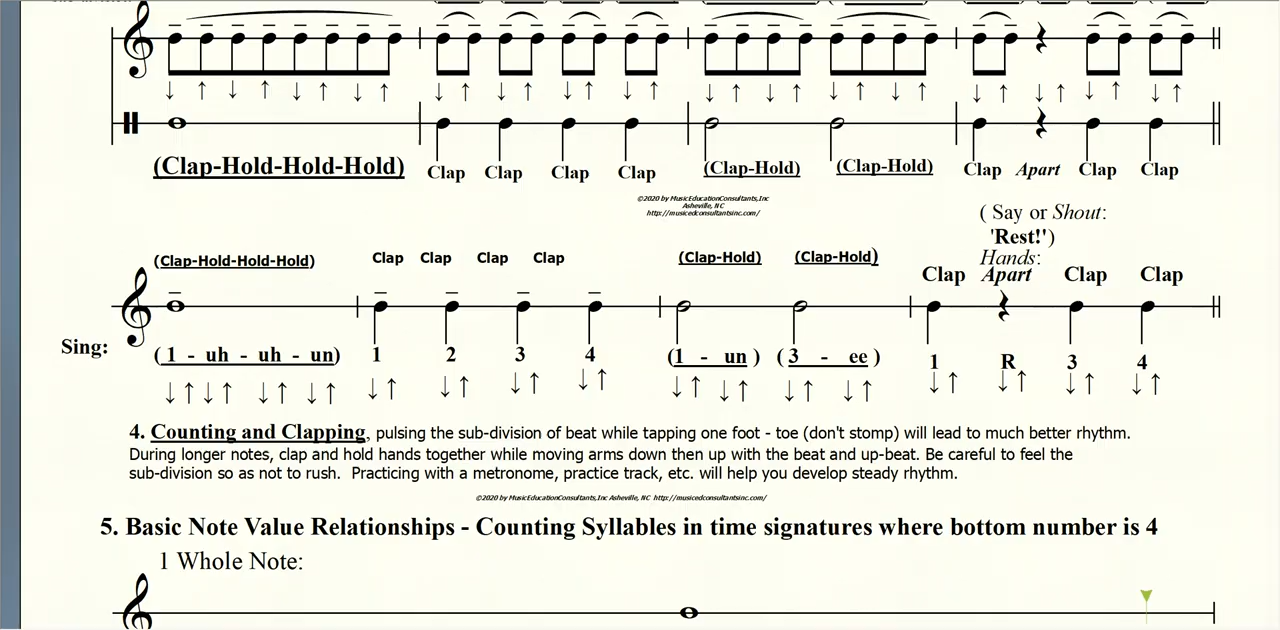 (Clap-Hold-Hold-Hold) Clap Clap Clap Clap (Clap-Hold) (Clap-Hold) Clap Apart Clap Clap
©2020 by MusicEducationConsultants,Inc
Asheville, NC
http://musicedconsultantsinc.com/
( Say or Shout:
'Rest!')
Hands:
(Clap-Hold-Hold-Hold) Clap Clap Clap Clap (Clap-Hold) (Clap-Hold) Clap Apart Clap Clap
Sing: ( 1 - uh - uh - un) 1 2 3 4 (1 - un ) ( 3 - ee ) 1 R 3 4
4. Counting and Clapping, pulsing the sub-division of beat while tapping one foot - toe (don't stomp) will lead to much better rhythm.
During longer notes, clap and hold hands together while moving arms down then up with the beat and up-beat. Be careful to feel the
sub-division so as not to rush. Practicing with a metronome, practice track, etc. will help you develop steady rhythm.
©2020 by MusicEducationConsultants,Inc Asheville, NC http://musicedconsultantsinc.com/
5. Basic Note Value Relationships - Counting Syllables in time signatures where bottom number is 4
1 Whole Note: